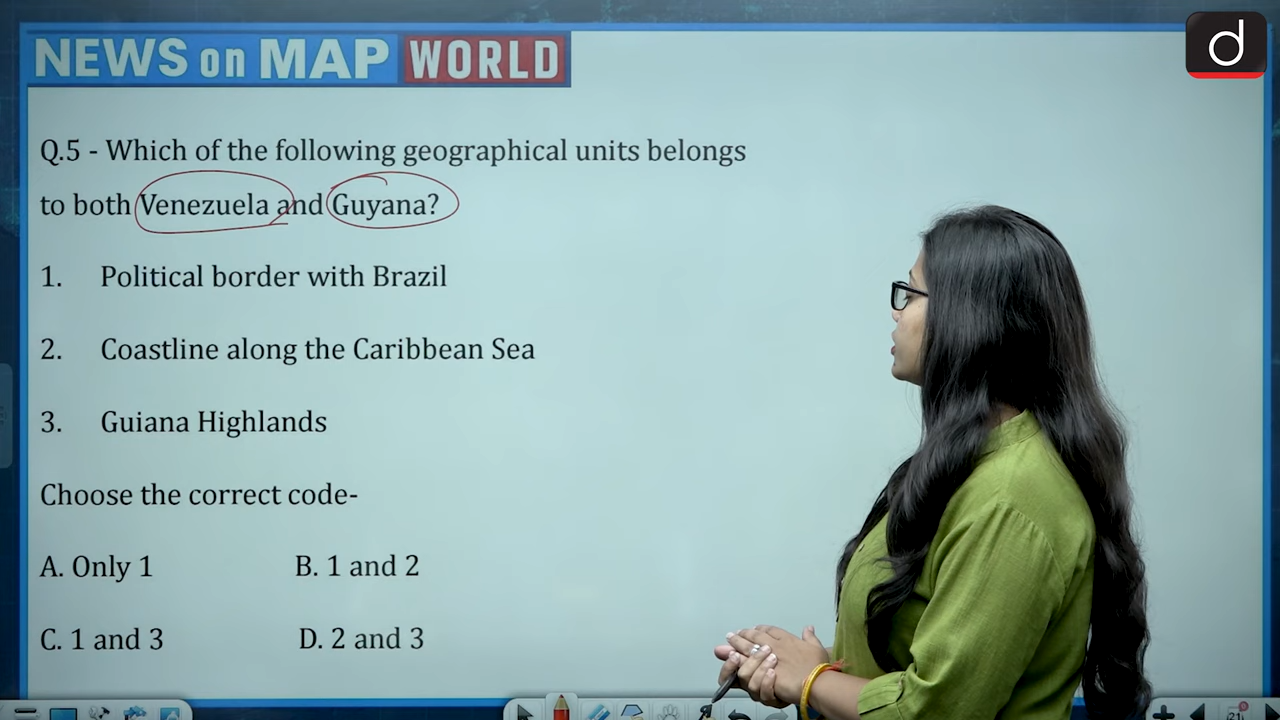 NEWS on MAP WORLD
d
Q.5 - Which of the following geographical units belongs
to both Venezuela and Guyana?
1. Political border with Brazil
2. Coastline along the Caribbean Sea
3. Guiana Highlands
Choose the correct code-
A. Only 1 B. 1 and 2
C. 1 and 3 D. 2 and 3
21